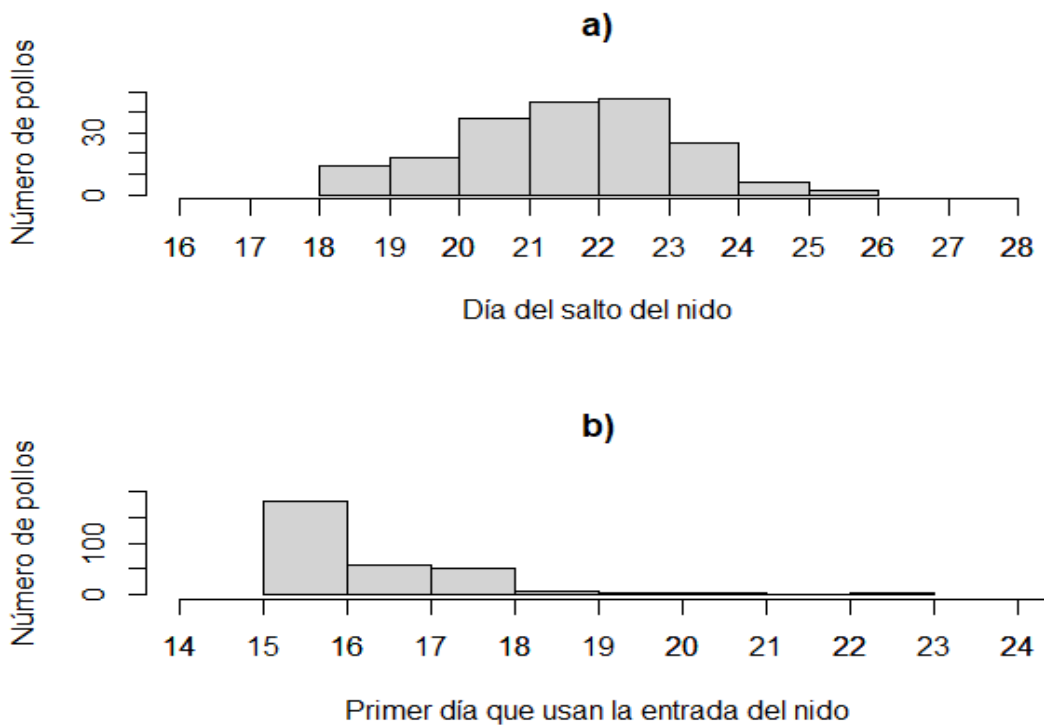 a)
Número de pollos
30
0
16 17 18 19 20 21 22 23 24 25 26 27 28
Día del salto del nido
b)
Número de pollos
100
0
14 15 16 17 18 19 20 21 22 23 24
Primer día que usan la entrada del nido